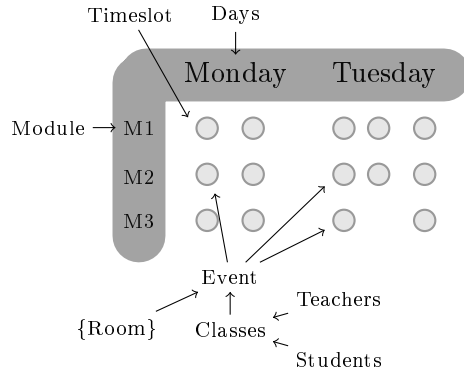 Timeslot Days
Monday Tuesday
Module M1
M2
M3
Event
{Room} Classes Teachers
Students